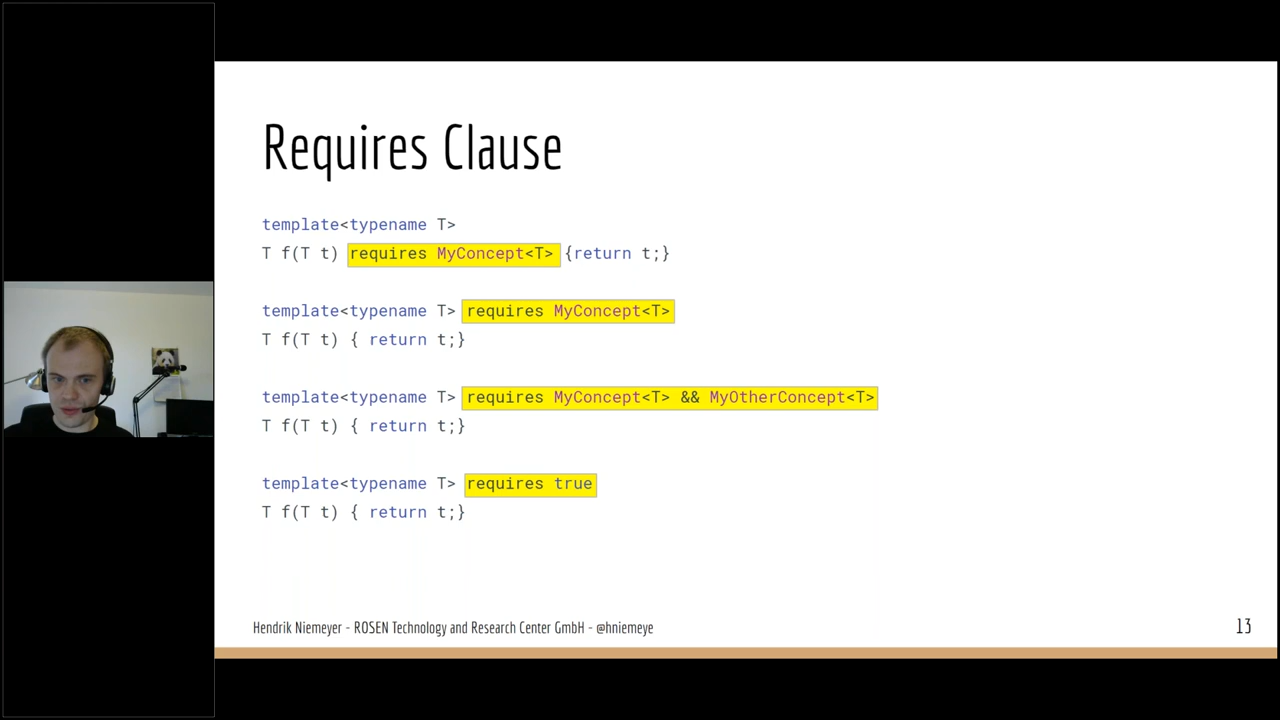 Requires Clause
template<typename T>
T f(T t) requires MyConcept<T> {return t;}
template<typename T> requires MyConcept<T>
T f(T t) { return t;}
template<typename T> requires MyConcept<T> && MyOtherConcept<T>
T f(T t) { return t;}
template<typename T> requires true
T f(T t) { return t;}
Hendrik Niemeyer - ROSEN Technology and Research Center GmbH - @hniemeye
13